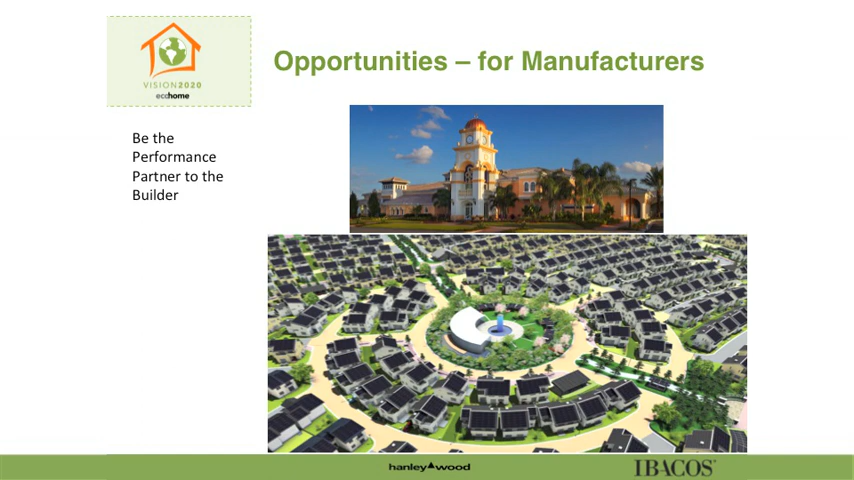 VISION2020
ecohome
Opportunities – for Manufacturers
Be the
Performance
Partner to the
Builder
hanley wood
IBACOS